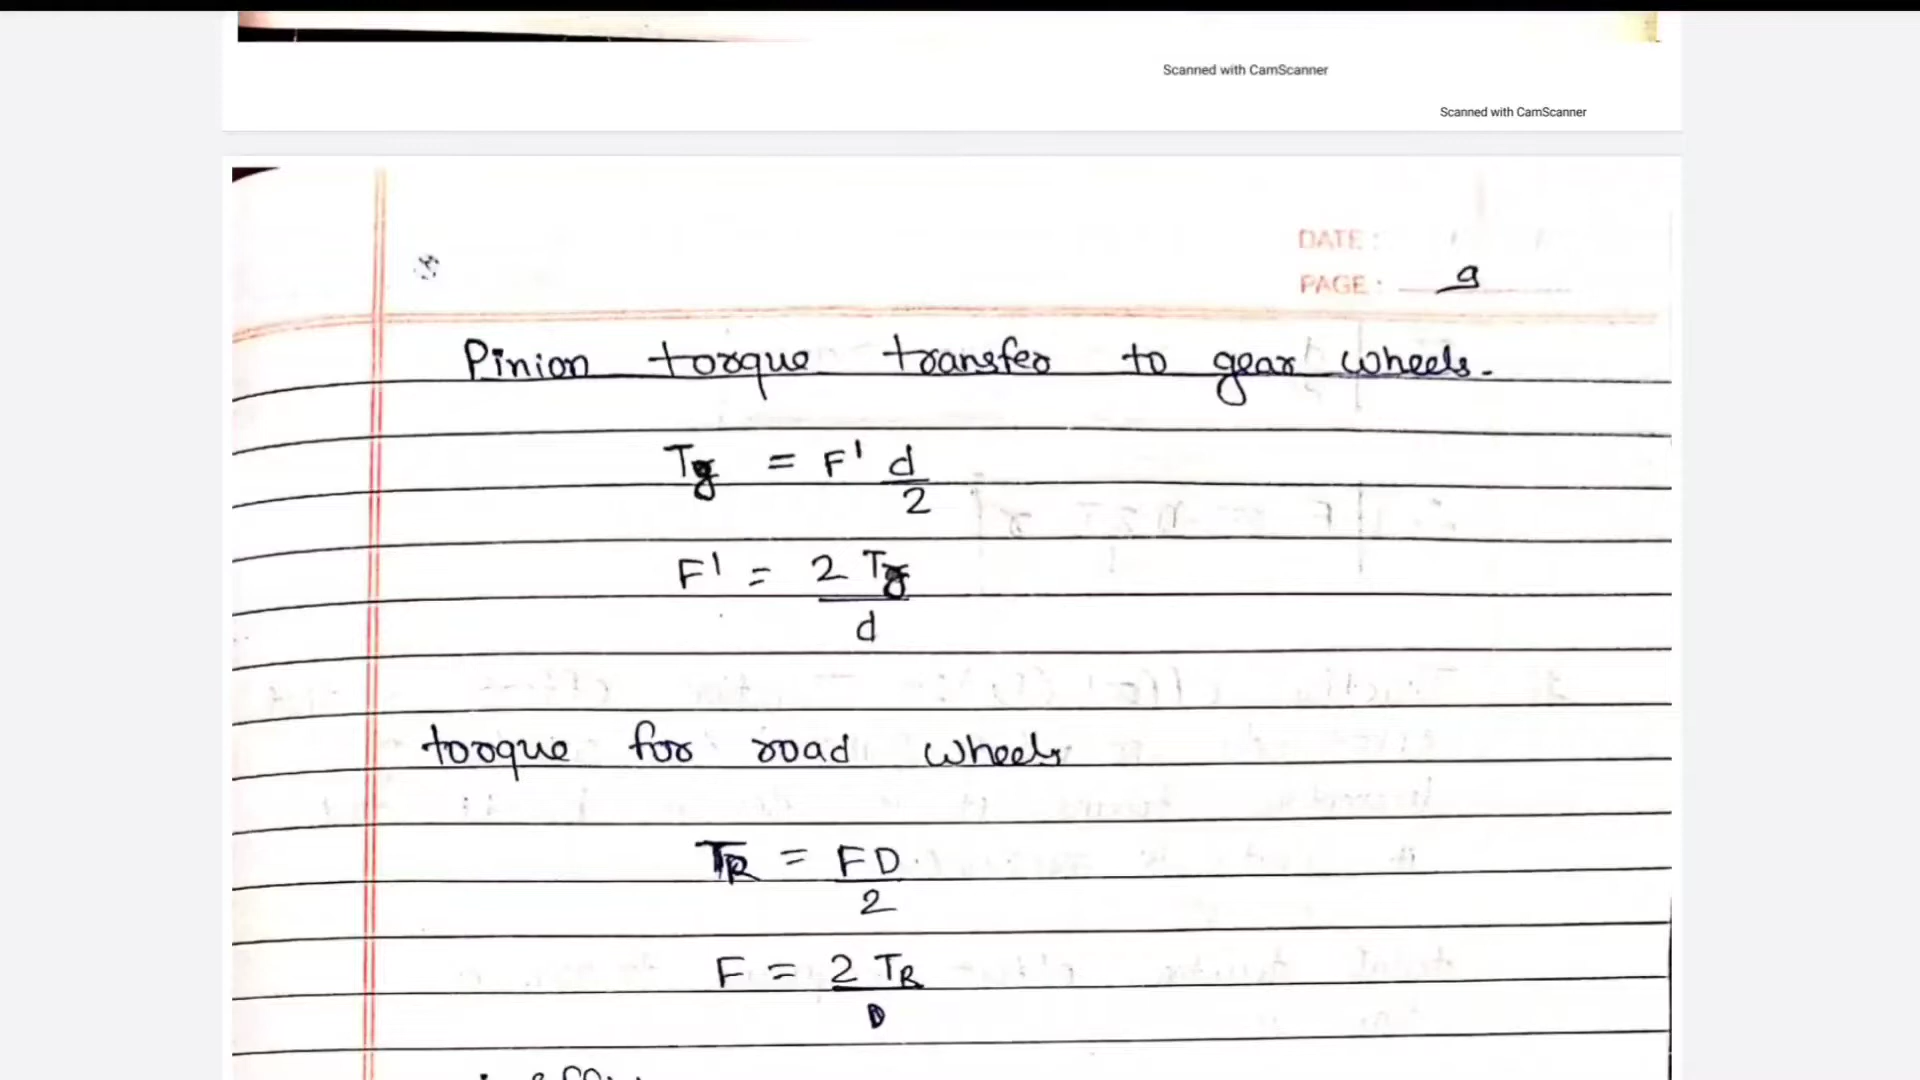 Scanned with CamScanner
Scanned with CamScanner
DATE :
PAGE : 9
Pinion torque transfer to gear wheels.
Tg = F' d/2
F' = 2 Tg/d
torque for road wheels
TR = FD/2
F = 2 TR/D